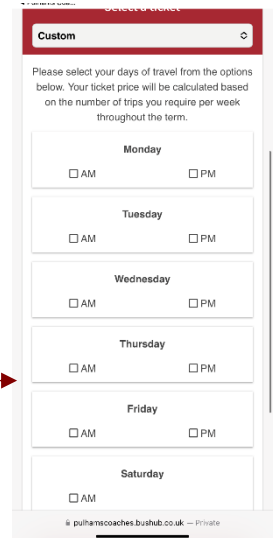 Select a ticket
Custom
Please select your days of travel from the options
below. Your ticket price will be calculated based
on the number of trips you require per week
throughout the term.
Monday
AM PM
Tuesday
AM PM
Wednesday
AM PM
Thursday
AM PM
Friday
AM PM
Saturday
AM
pulhamscoaches.bushub.co.uk — Private